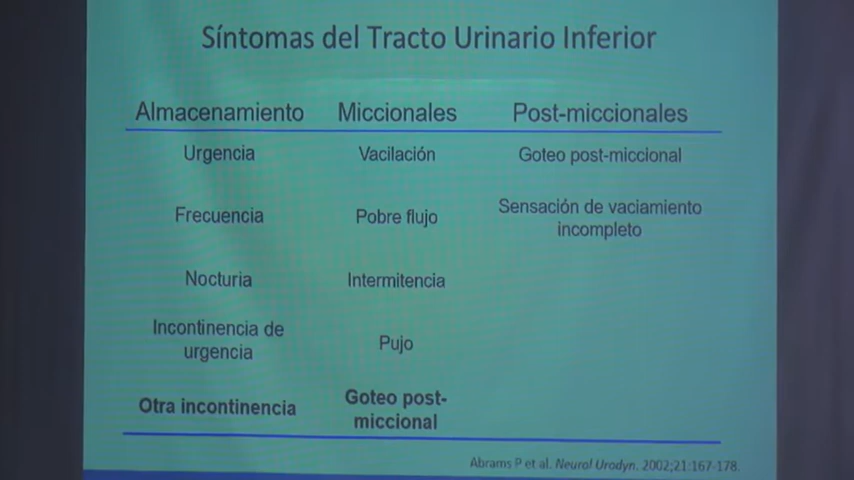 Síntomas del Tracto Urinario Inferior
Almacenamiento Miccionales Post-miccionales
Urgencia Vacilación Goteo post-miccional
Frecuencia Pobre flujo Sensación de vaciamiento
incompleto
Nocturia Intermitencia
Incontinencia de
urgencia Pujo
Otra incontinencia Goteo post-
miccional
Abrams P et al. Neurol Urodyn. 2002;21:167-178.